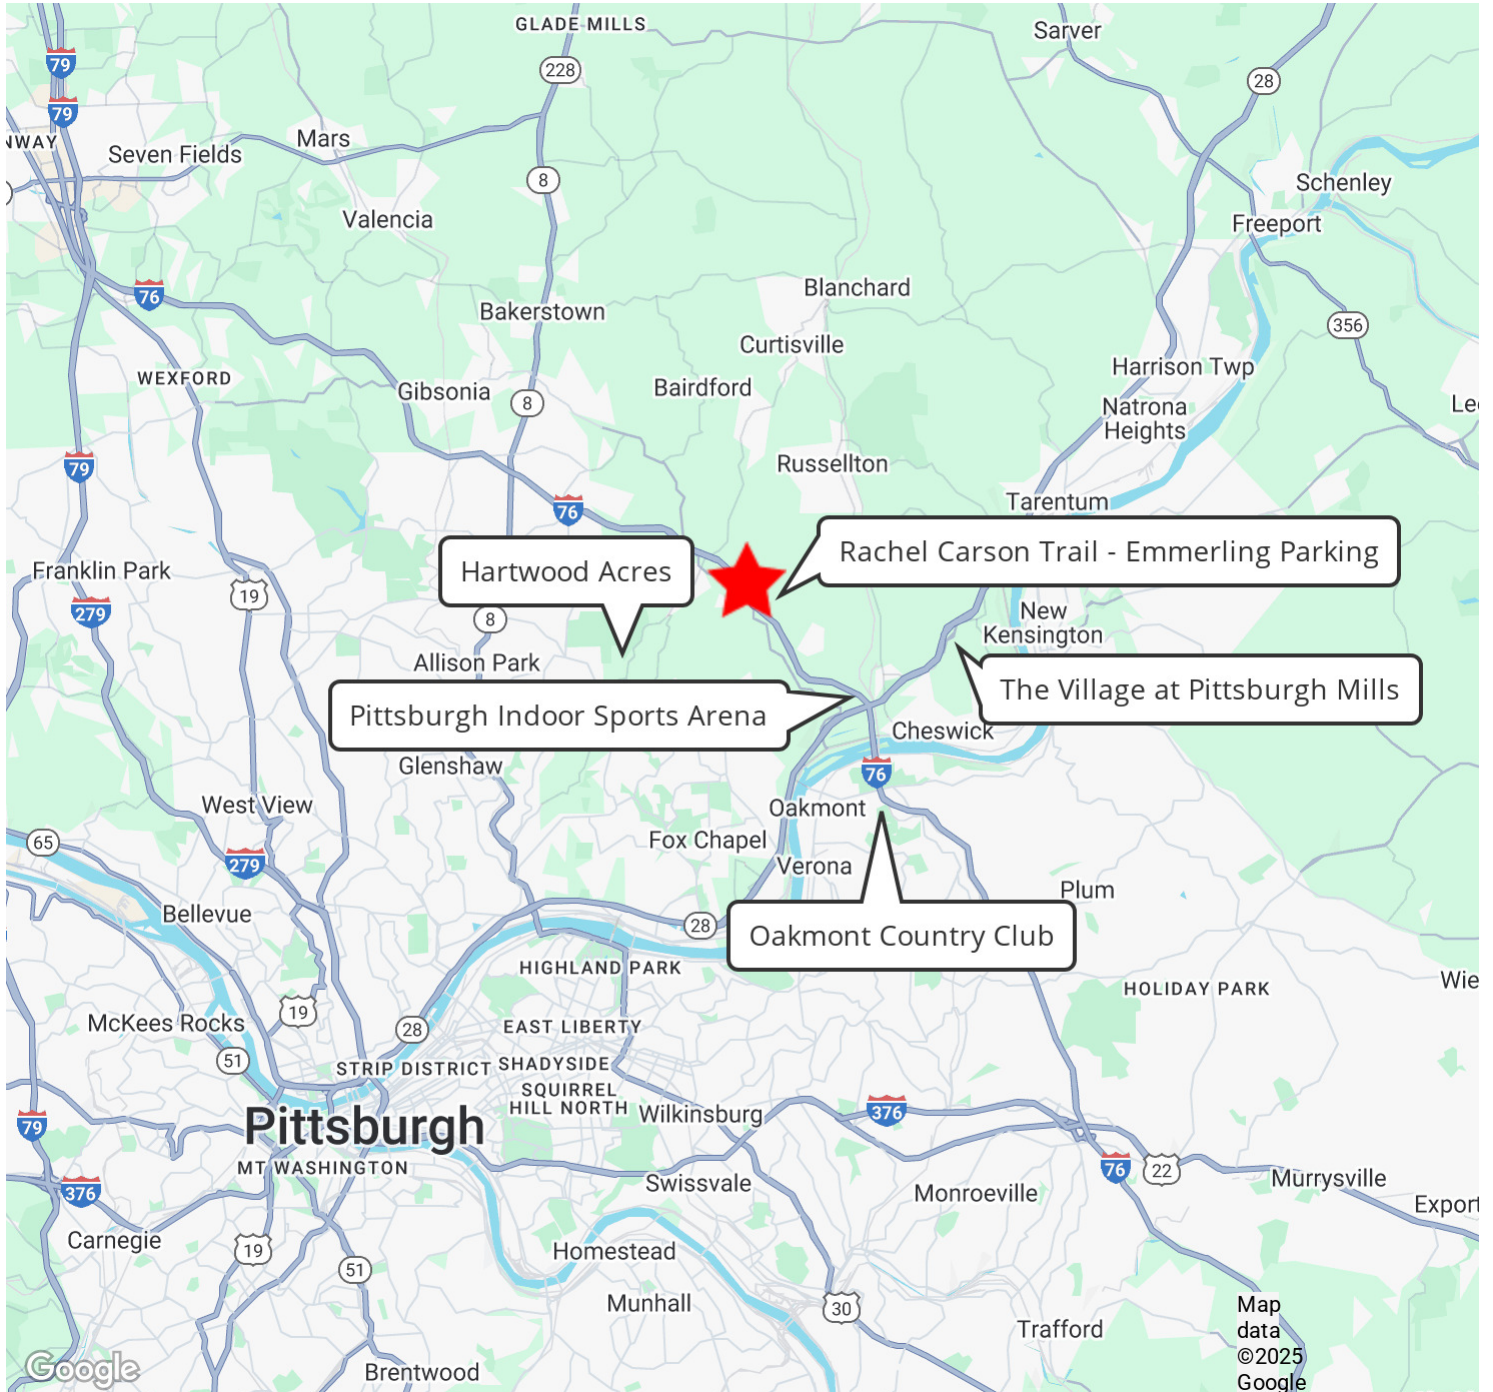 GLADE MILLS
Sarver
79
228
28
79
NWAY
Mars
Seven Fields
8
Schenley
Valencia
Freeport
Blanchard
76
Bakerstown
356
Curtisville
Harrison Twp
WEXFORD
Bairdford
Gibsonia
8
Natrona
Heights
Lee
79
Russellton
76
Tarentum
Rachel Carson Trail - Emmerling Parking
Hartwood Acres
Franklin Park
19
279
8
New
Kensington
Allison Park
The Village at Pittsburgh Mills
Pittsburgh Indoor Sports Arena
Cheswick
Glenshaw
76
West View
Oakmont
65
Fox Chapel
279
Verona
Plum
Bellevue
28
Oakmont Country Club
HIGHLAND PARK
Wie
HOLIDAY PARK
19
McKees Rocks
28
EAST LIBERTY
51
STRIP DISTRICT
SHADYSIDE
SQUIRREL
HILL NORTH
Wilkinsburg
376
79
Pittsburgh
MT WASHINGTON
76
22
Swissvale
Murrysville
376
Monroeville
Export
Carnegie
19
Homestead
51
Munhall
30
Trafford
Map
data
©2025
Google
Google
Brentwood